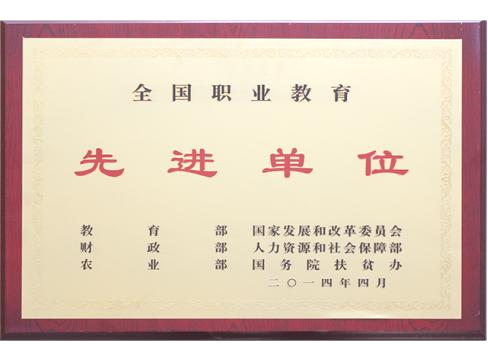 全国职业教育
先进单位
教育部 国家发展和改革委员会
财政部 人力资源和社会保障部
农业部 国务院扶贫办
二〇一四年四月